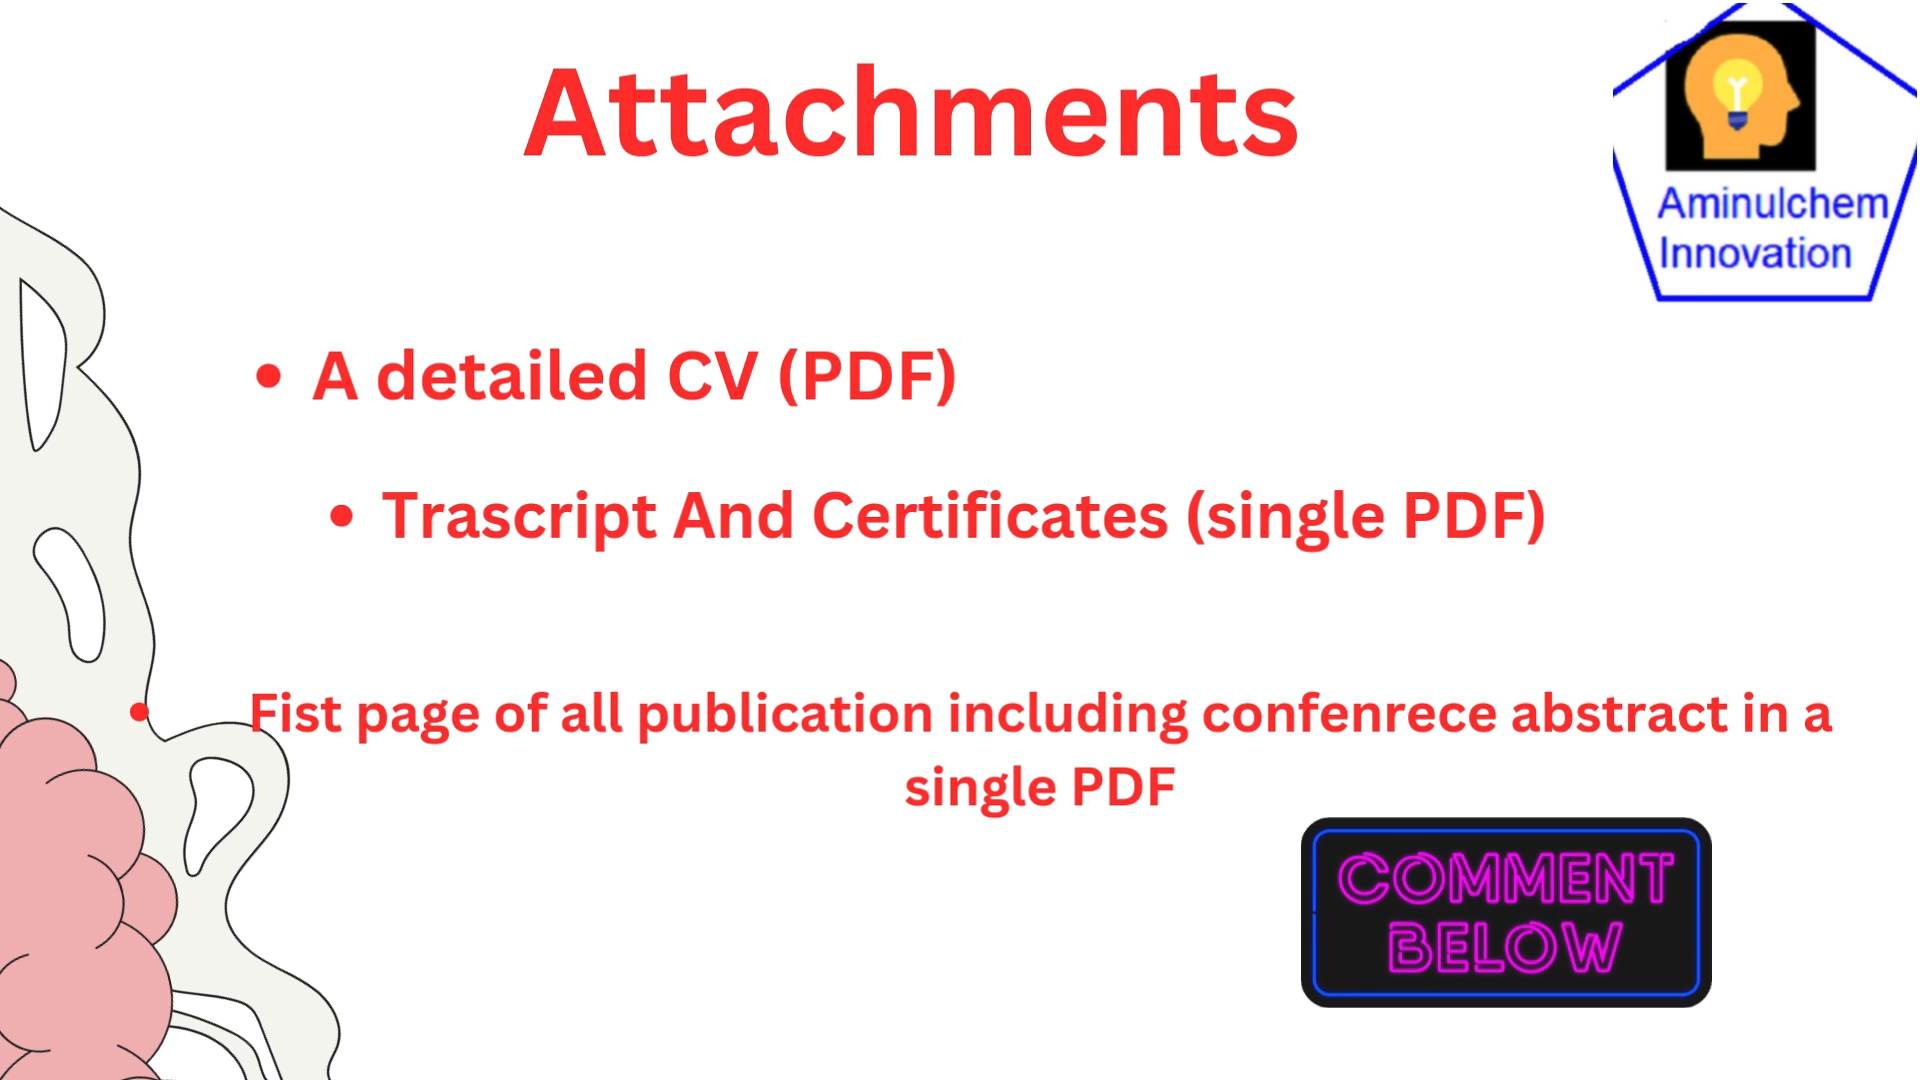 Attachments
Aminulchem
Innovation
• A detailed CV (PDF)
• Trascript And Certificates (single PDF)
• Fist page of all publication including confenrece abstract in a
single PDF
COMMENT
BELOW